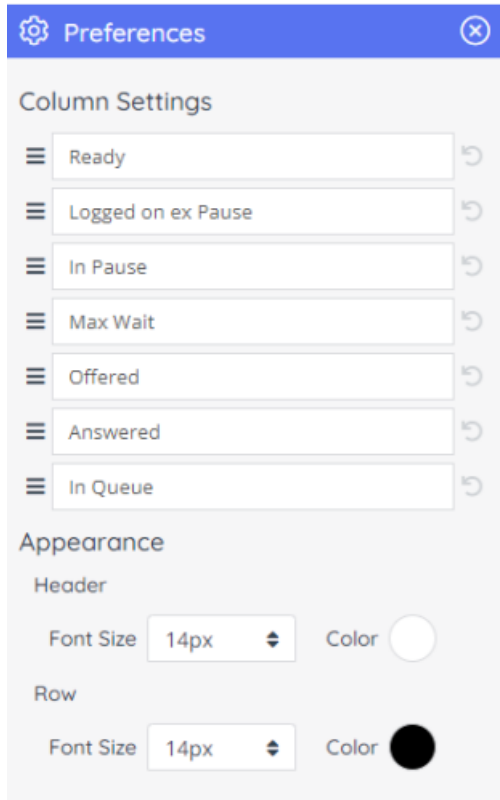 Preferences
Column Settings
Ready
Logged on ex Pause
In Pause
Max Wait
Offered
Answered
In Queue
Appearance
Header
Font Size 14px Color
Row
Font Size 14px Color